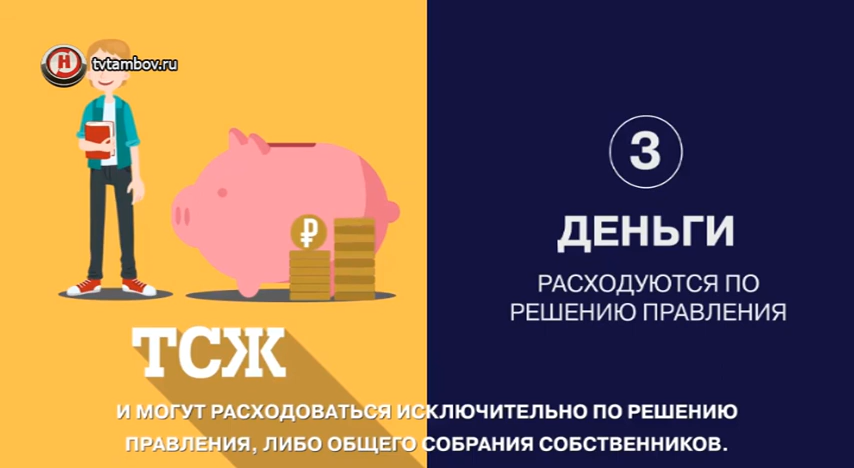 Н
tvtambov.ru
₽
ТСЖ
3
ДЕНЬГИ
РАСХОДУЮТСЯ ПО
РЕШЕНИЮ ПРАВЛЕНИЯ
И МОГУТ РАСХОДОВАТЬСЯ ИСКЛЮЧИТЕЛЬНО ПО РЕШЕНИЮ
ПРАВЛЕНИЯ, ЛИБО ОБЩЕГО СОБРАНИЯ СОБСТВЕННИКОВ.